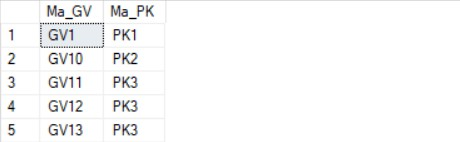 Ma_GV Ma_PK
1 GV1 PK1
2 GV10 PK2
3 GV11 PK3
4 GV12 PK3
5 GV13 PK3